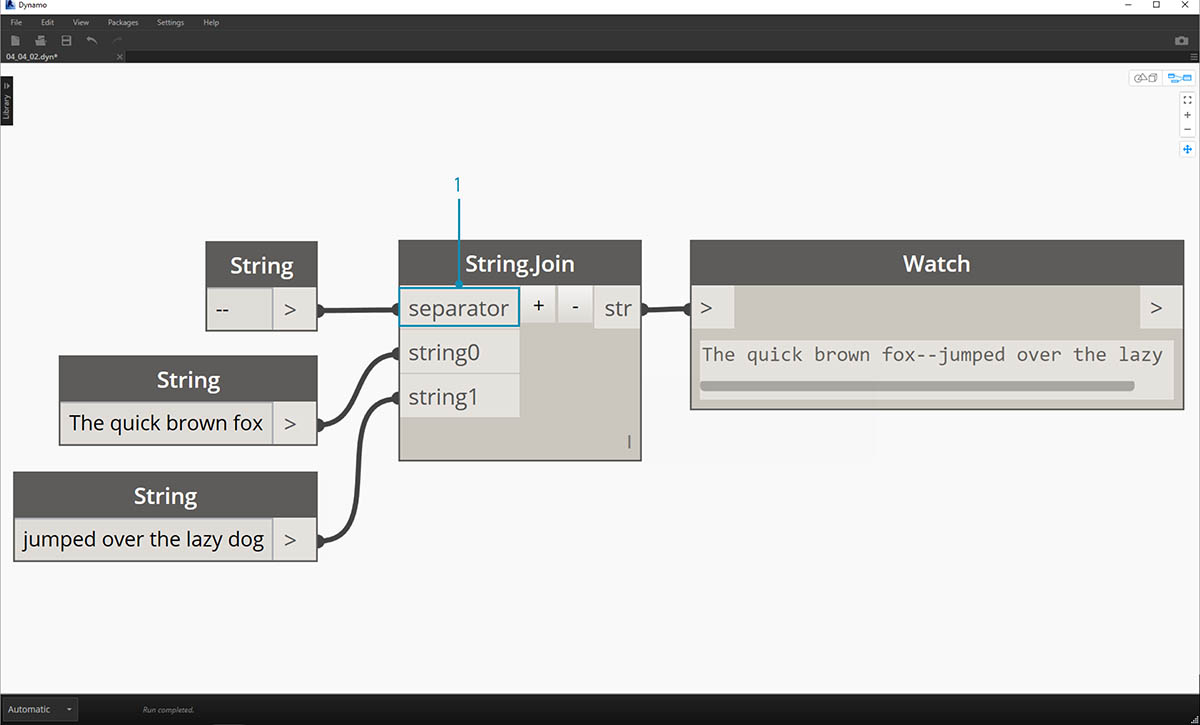 Dynamo
File Edit View Packages Settings Help
04_04_02.dyn*
Library
1
String
-- >
String
The quick brown fox >
String
jumped over the lazy dog >
String.Join
separator + - str
string0
string1
l
Watch
> >
The quick brown fox--jumped over the lazy
Automatic
Run completed.